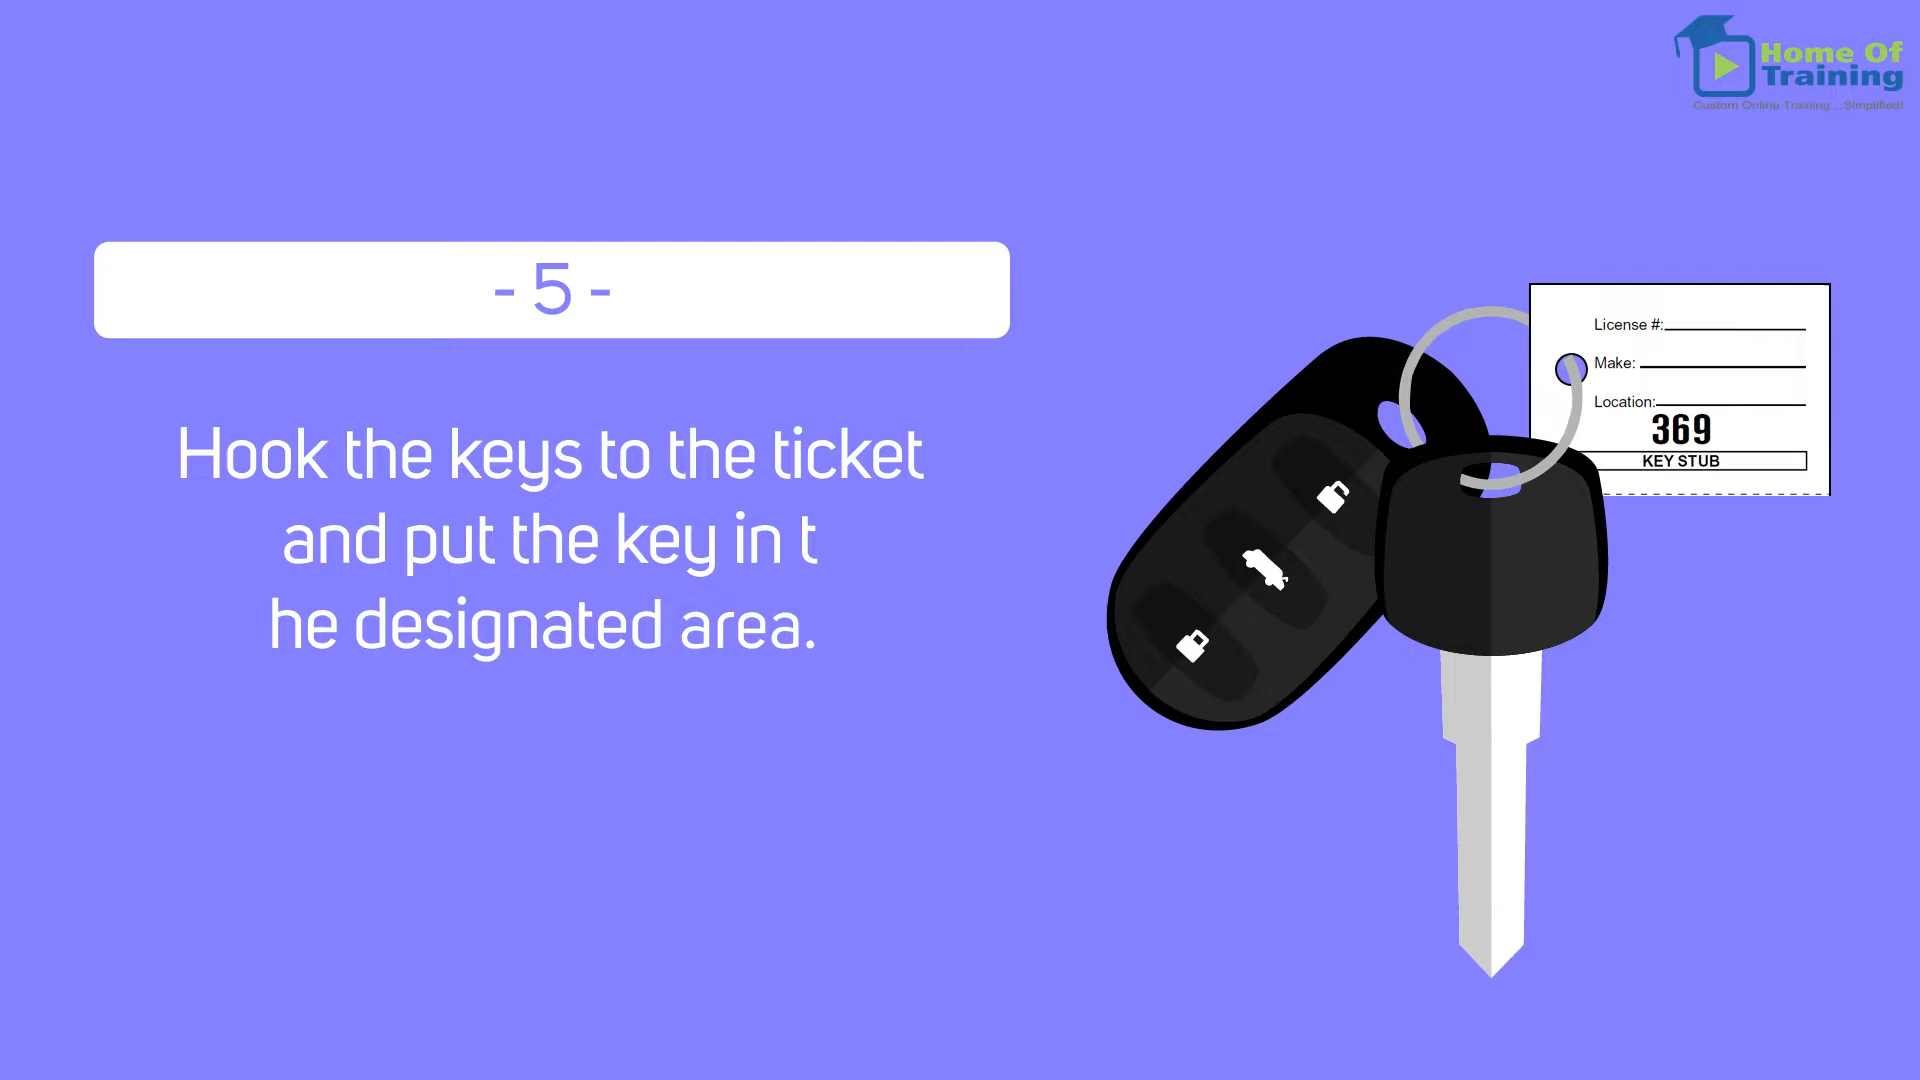 Home Of
Training
Custom Online Training...Simplified!
- 5 -
Hook the keys to the ticket
and put the key in t
he designated area.
License #:
Make:
Location:
369
KEY STUB